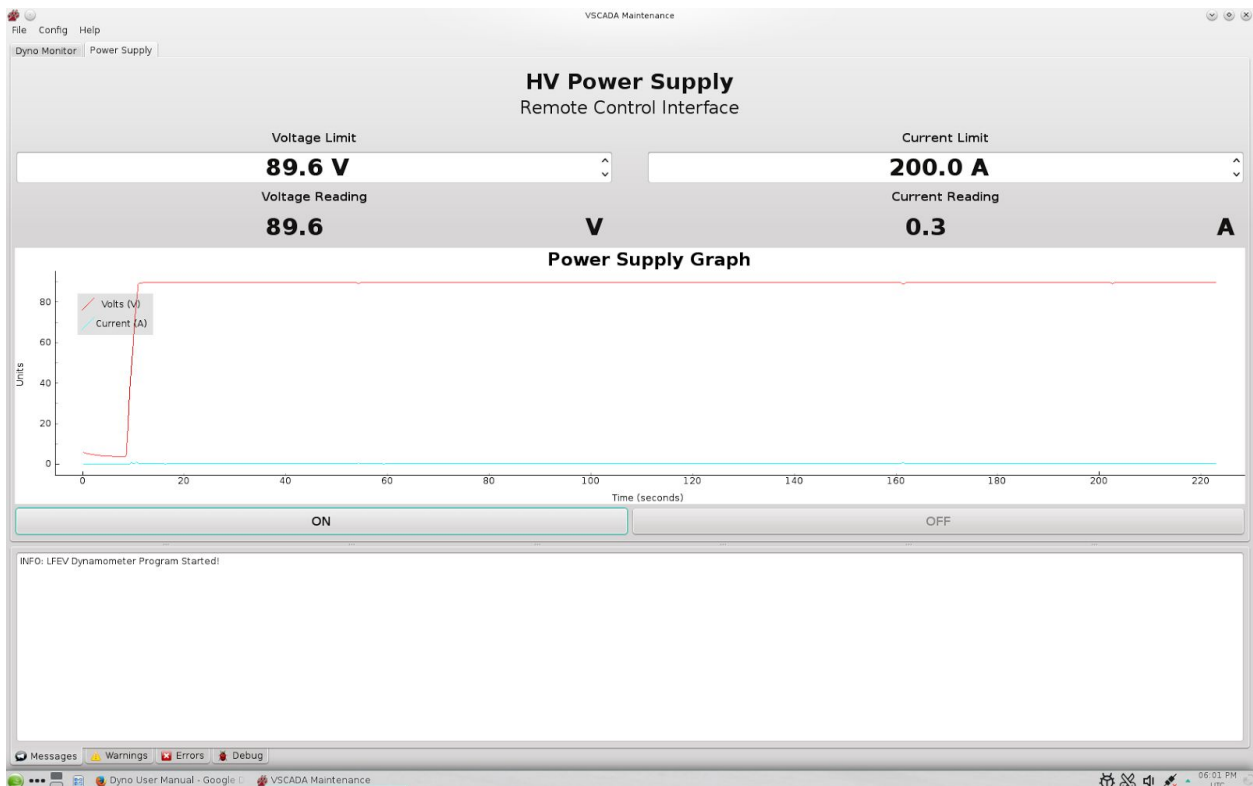 VSCADA Maintenance
File Config Help
Dyno Monitor Power Supply
HV Power Supply
Remote Control Interface
Voltage Limit Current Limit
89.6 V 200.0 A
Voltage Reading Current Reading
89.6 V 0.3 A
Power Supply Graph
Volts (V)
Current (A)
Units
80
60
40
20
0
0 20 40 60 80 100 120 140 160 180 200 220
Time (seconds)
ON OFF
INFO: LFEV Dynamometer Program Started!
Messages Warnings Errors Debug
Dyno User Manual - Google VSCADA Maintenance 06:01 PM
UTC